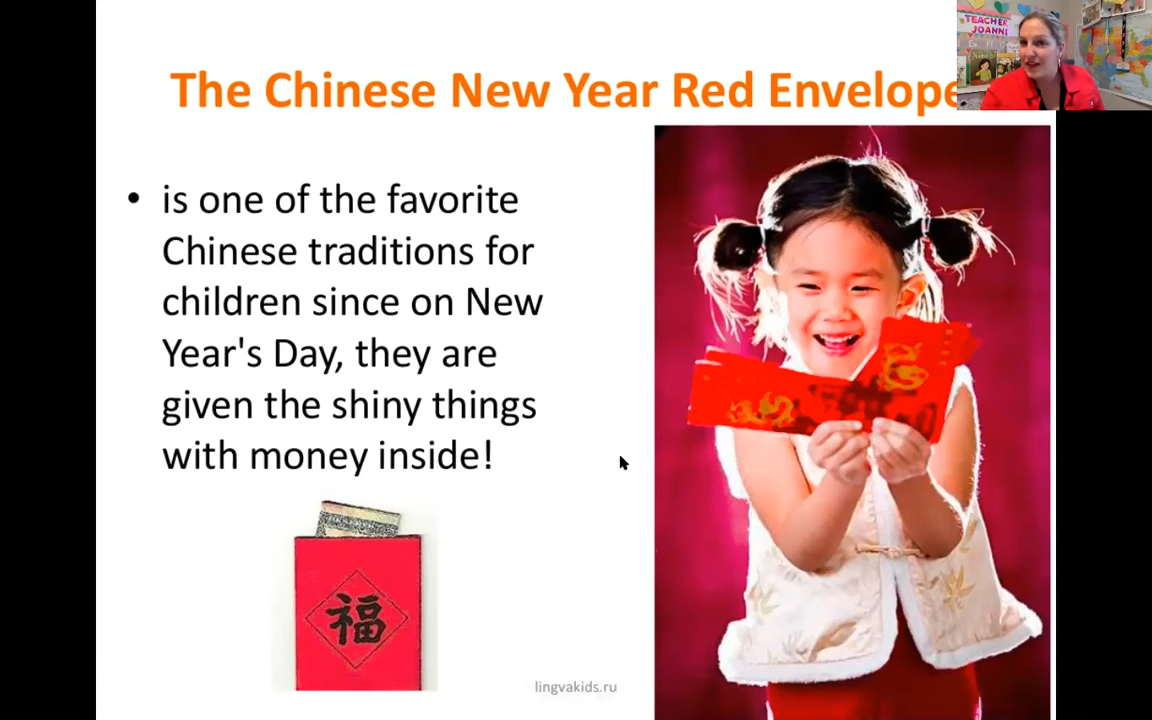 The Chinese New Year Red Envelope
• is one of the favorite
Chinese traditions for
children since on New
Year's Day, they are
given the shiny things
with money inside!
福
lingvakids.ru
TEACHER
JOANNE